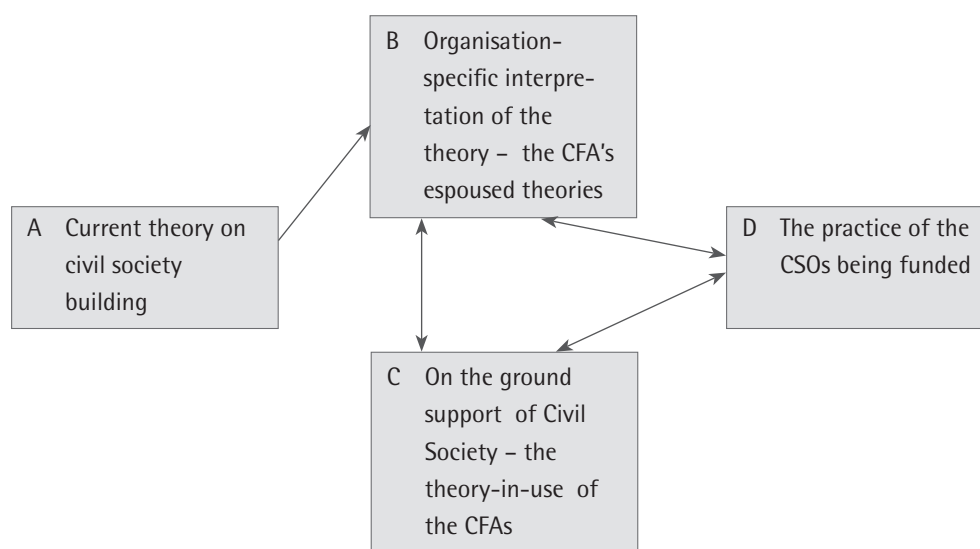 B Organisation-
specific interpre-
tation of the
theory – the CFA's
espoused theories
A Current theory on
civil society
building
D The practice of the
CSOs being funded
C On the ground
support of Civil
Society – the
theory-in-use of
the CFAs